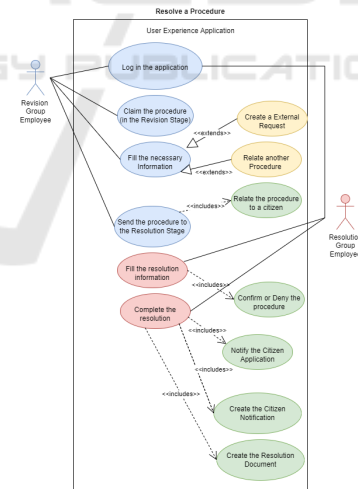 Resolve a Procedure
User Experience Application
Log in the application
Revision
Group
Employee
Claim the procedure
(in the Revision Stage)
Create a External
Request
<<extends>>
Fill the necessary
Information
Relate another
Procedure
<<extends>>
Relate the procedure
to a citizen
<<includes>>
Send the procedure to
the Resolution Stage
Resolution
Group
Employee
Fill the resolution
information
<<includes>>
Confirm or Deny the
procedure
Complete the
resolution
<<includes>>
Notify the Citizen
Application
<<includes>>
<<includes>>
Create the Citizen
Notification
Create the Resolution
Document